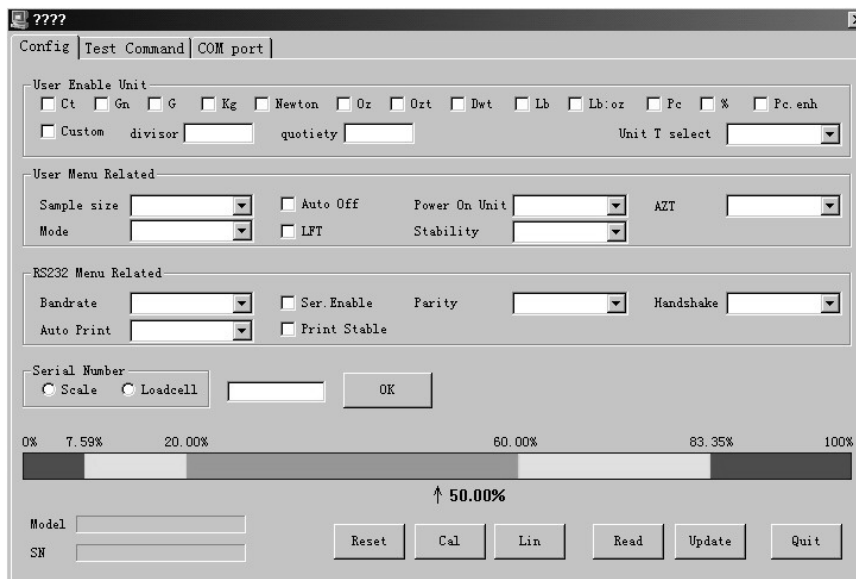 ????
Config Test Command COM port
User Enable Unit
Ct Gn G Kg Newton Oz Ozt Dwt Lb Lb:oz Pc % Pc.enh
Custom divisor quotiety Unit T select
User Menu Related
Sample size Auto Off Power On Unit AZT
Mode LFT Stability
RS232 Menu Related
Bandrate Ser.Enable Parity Handshake
Auto Print Print Stable
Serial Number
Scale Loadcell OK
0% 7.59% 20.00% 60.00% 83.35% 100%
50.00%
Model
Reset Cal Lin Read Update Quit
SN